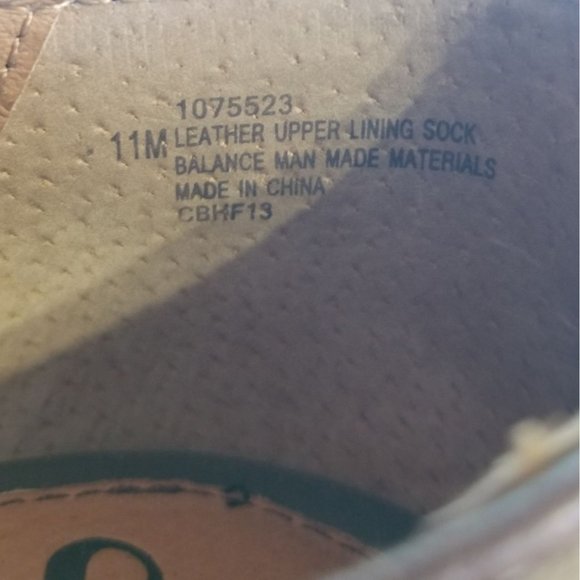 1075523
11M LEATHER UPPER LINING SOCK
BALANCE MAN MADE MATERIALS
MADE IN CHINA
CBHF13